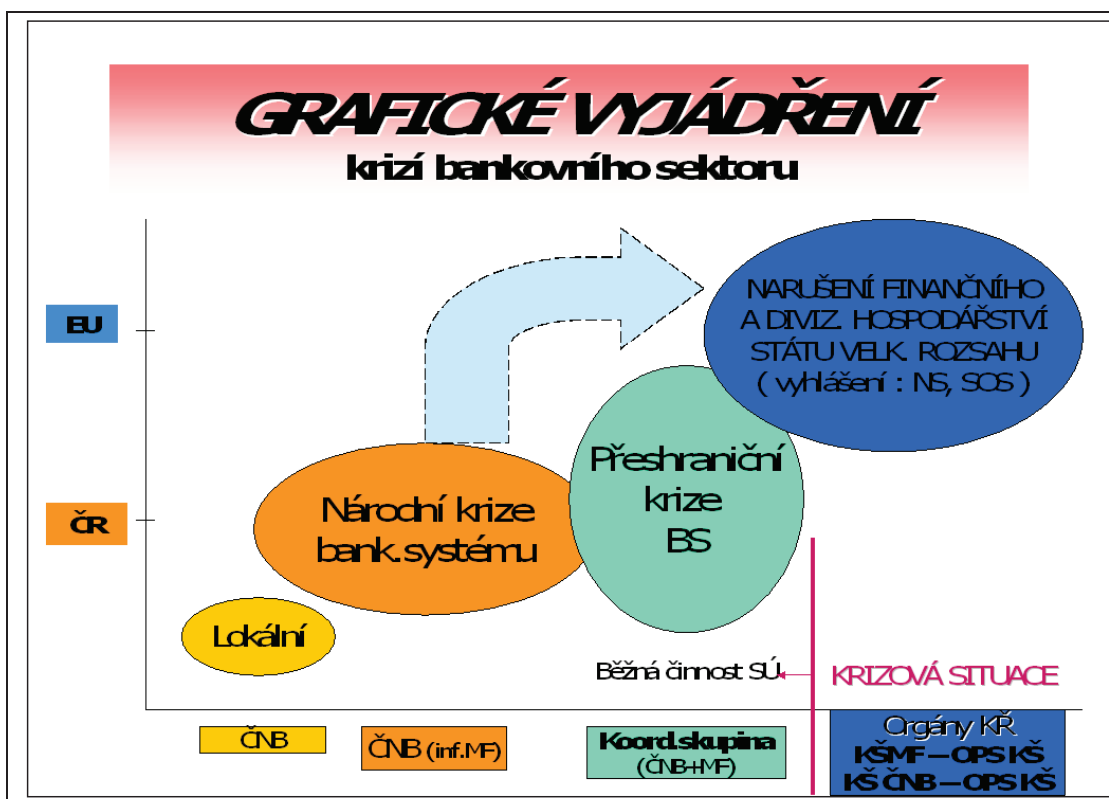 GRAFICKÉ VYJÁDŘENÍ
krizí bankovního sektoru
NARUŠENÍ FINANČNÍHO
A DIVIZ. HOSPODÁŘSTVÍ
STÁTU VELK. ROZSAHU
( vyhlášení : NS, SOS )
EU
Přeshraniční
krize
BS
Národní krize
bank.systému
ČR
Lokální
Běžná činnost SÚ
KRIZOVÁ SITUACE
ČNB
ČNB (inf.MF)
Koord.skupina
(ČNB+MF)
Orgány KŘ
KŠMF – OPS KŠ
KŠ ČNB – OPS KŠ